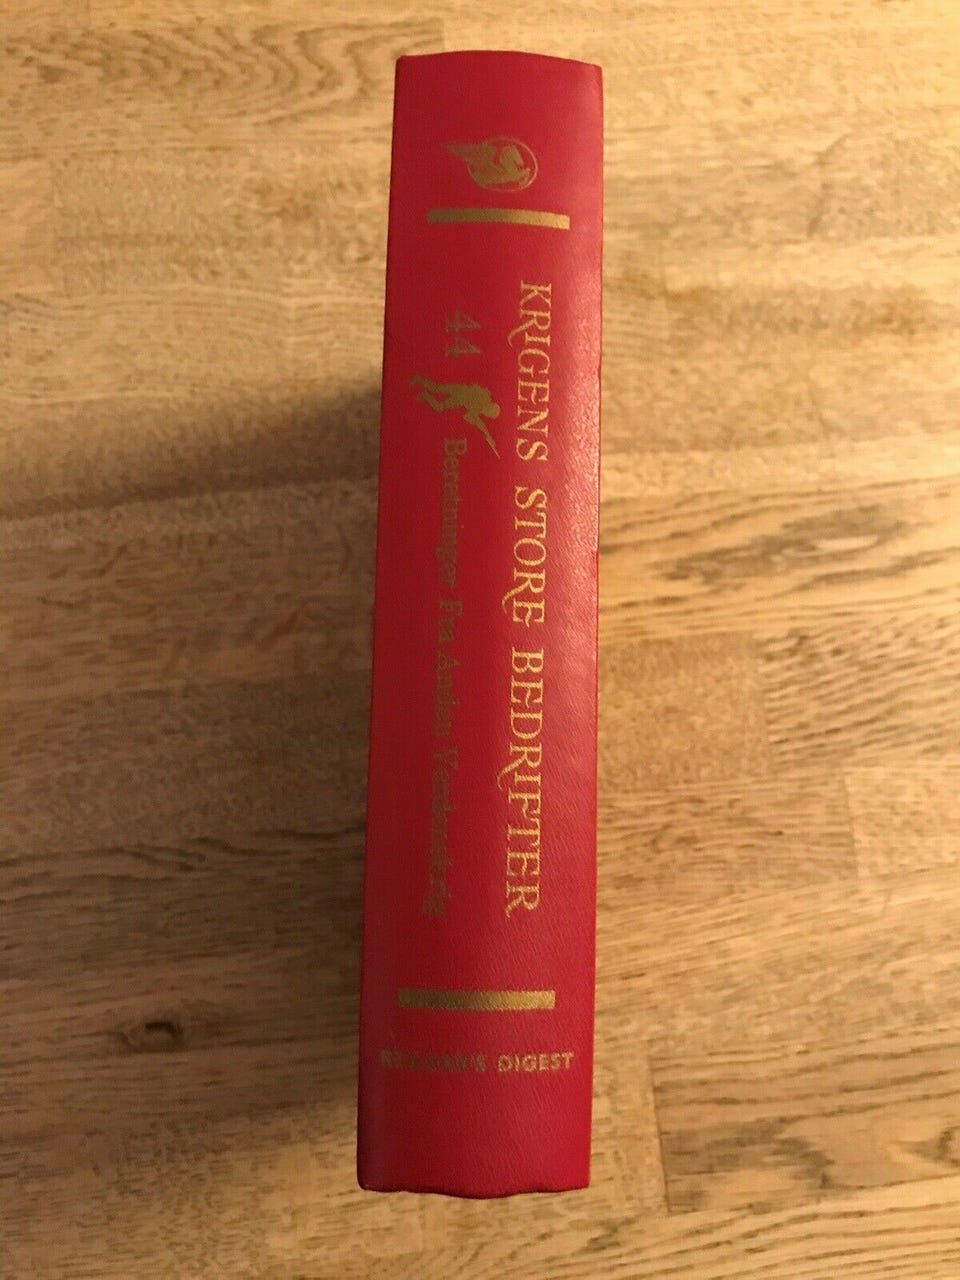 KRIGENS STORE BEDRIFTER
44 Beretninger Fra Anden Verdenskrig
READER'S DIGEST